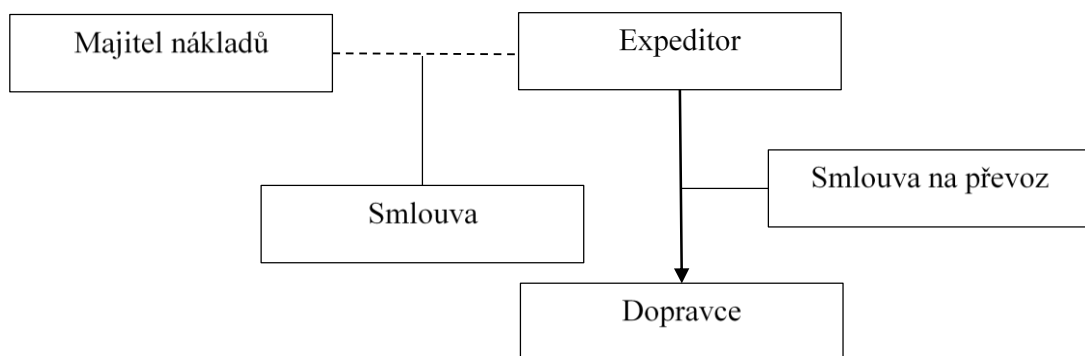 Majitel nákladů
Expeditor
Smlouva na převoz
Smlouva
Dopravce